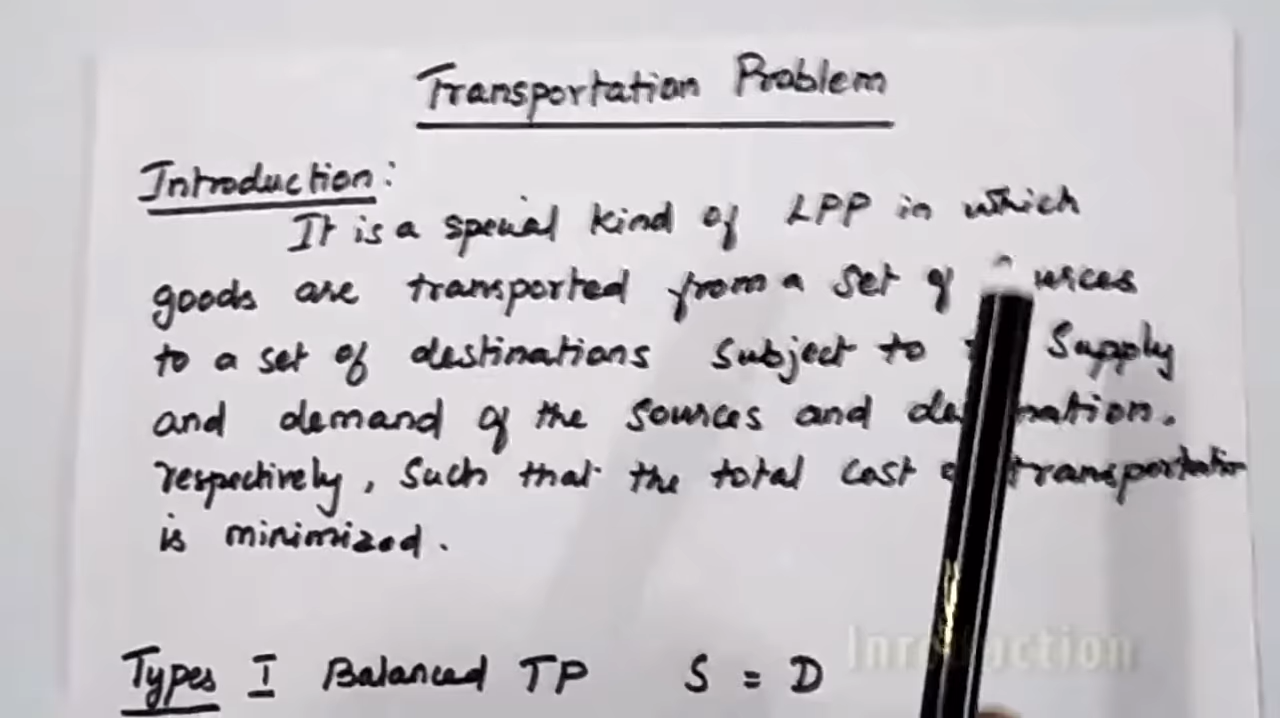 Transportation Problem
Introduction:
It is a special kind of LPP in which
goods are transported from a set of
to a set of destinations subject to Supply
and demand of the sources and
respectively, such that the total cost transportation
is minimized.
Types I Balanced TP S = D